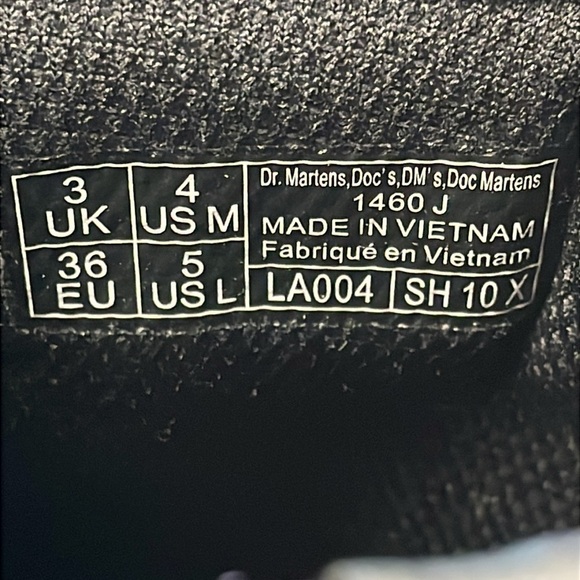 3 UK
4 US M
36 EU
5 US L
Dr. Martens,Doc's,DM's,Doc Martens
1460 J
MADE IN VIETNAM
Fabriqué en Vietnam
LA004
SH 10 X